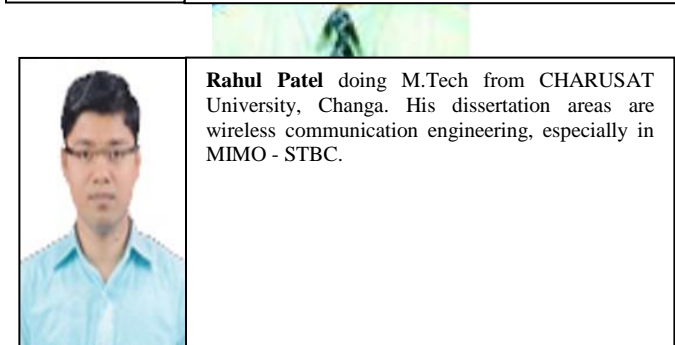 Rahul Patel doing M.Tech from CHARUSAT
University, Changa. His dissertation areas are
wireless communication engineering, especially in
MIMO - STBC.